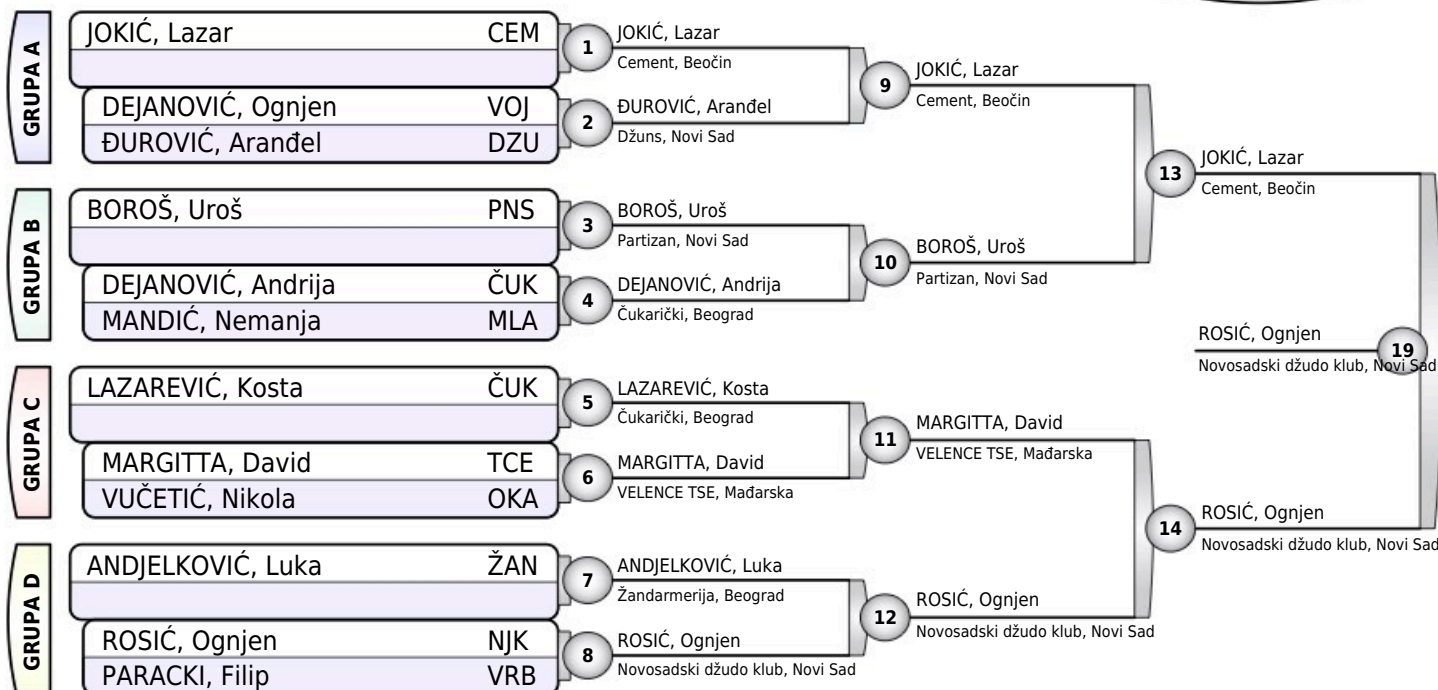 GRUPA A
JOKIĆ, Lazar CEM
DEJANOVIĆ, Ognjen VOJ
ĐUROVIĆ, Aranđel DZU
1
JOKIĆ, Lazar
Cement, Beočin
2
ĐUROVIĆ, Aranđel
Džuns, Novi Sad
9
JOKIĆ, Lazar
Cement, Beočin
GRUPA B
BOROŠ, Uroš PNS
DEJANOVIĆ, Andrija ČUK
MANDIĆ, Nemanja MLA
3
BOROŠ, Uroš
Partizan, Novi Sad
4
DEJANOVIĆ, Andrija
Čukarički, Beograd
10
BOROŠ, Uroš
Partizan, Novi Sad
13
JOKIĆ, Lazar
Cement, Beočin
GRUPA C
LAZAREVIĆ, Kosta ČUK
MARGITTA, David TCE
VUČETIĆ, Nikola OKA
5
LAZAREVIĆ, Kosta
Čukarički, Beograd
6
MARGITTA, David
VELENCE TSE, Mađarska
11
MARGITTA, David
VELENCE TSE, Mađarska
GRUPA D
ANDJELKOVIĆ, Luka ŽAN
ROSIĆ, Ognjen NJK
PARACKI, Filip VRB
7
ANDJELKOVIĆ, Luka
Žandarmerija, Beograd
8
ROSIĆ, Ognjen
Novosadski džudo klub, Novi Sad
12
ROSIĆ, Ognjen
Novosadski džudo klub, Novi Sad
14
ROSIĆ, Ognjen
Novosadski džudo klub, Novi Sad
19
ROSIĆ, Ognjen
Novosadski džudo klub, Novi Sad